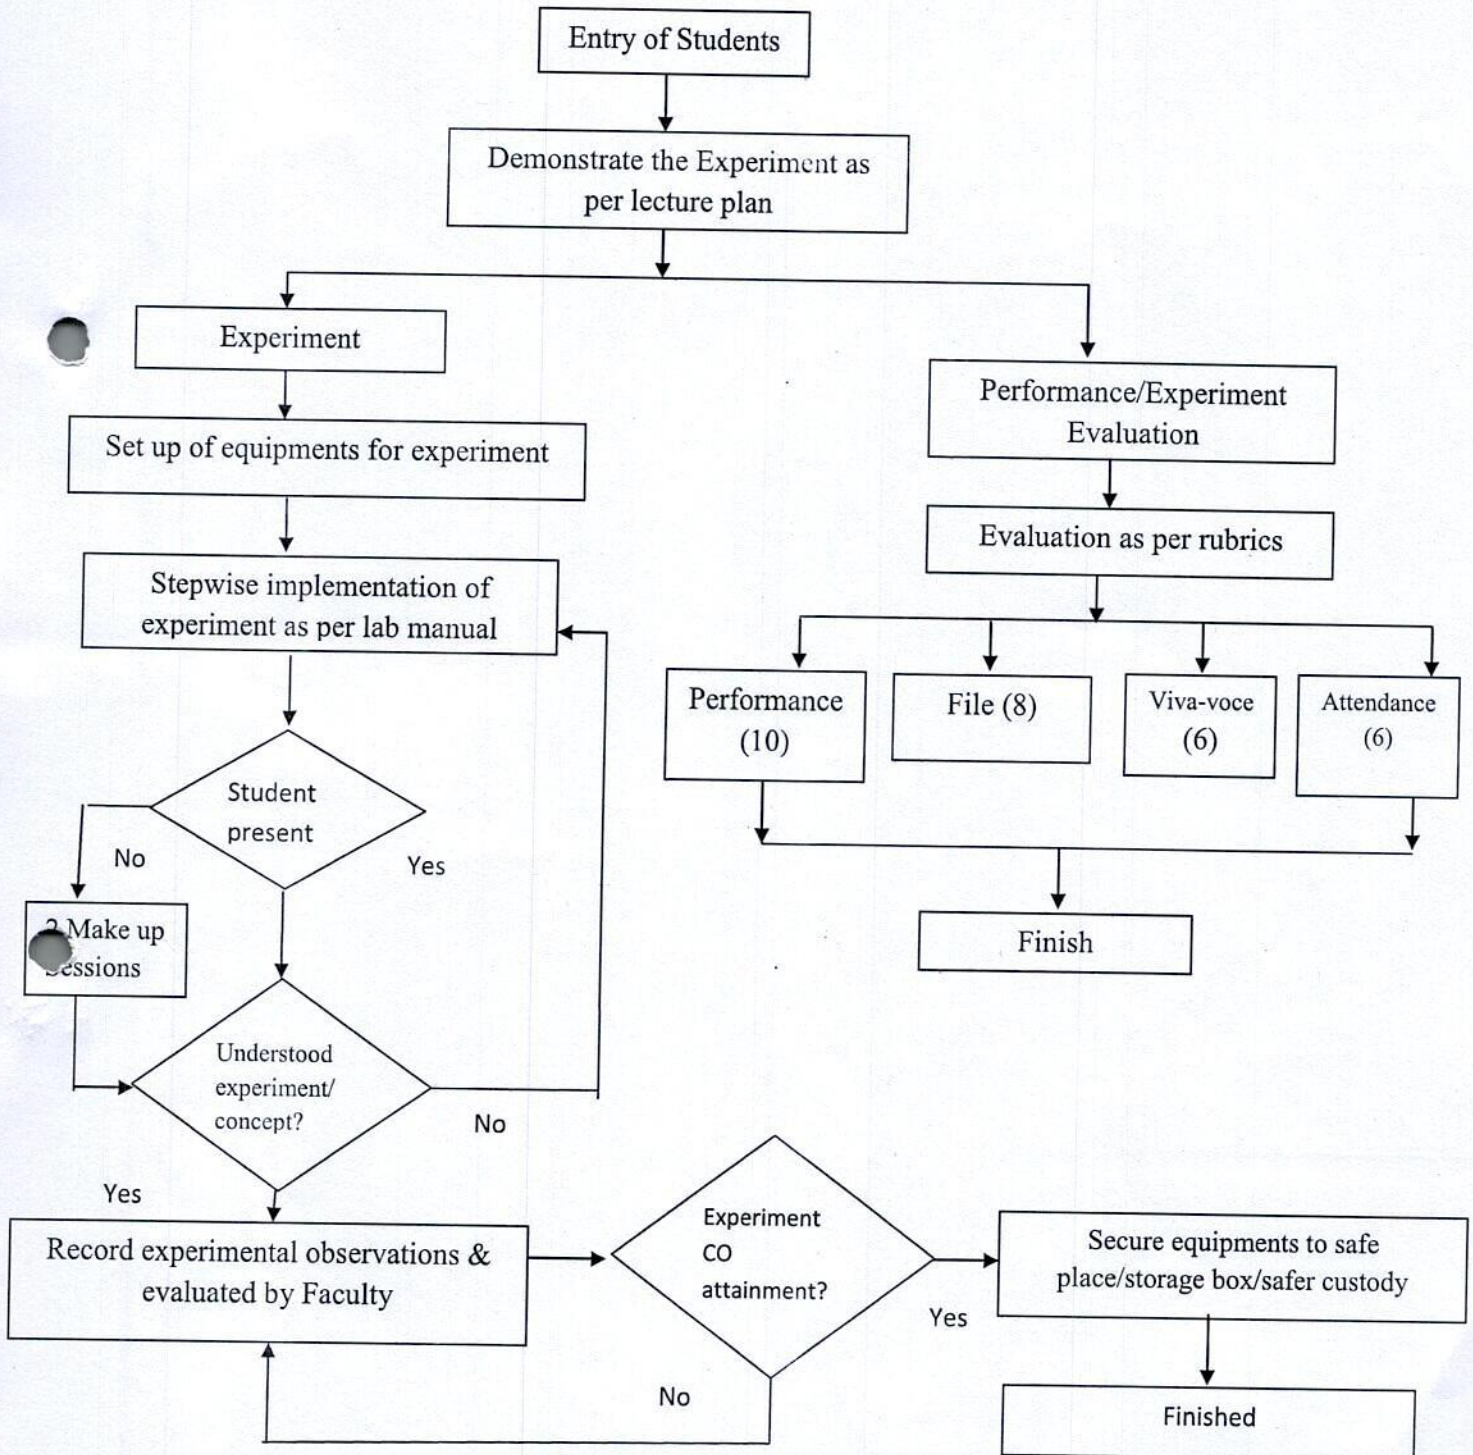 Entry of Students
Demonstrate the Experiment as
per lecture plan
Experiment
Performance/Experiment
Evaluation
Set up of equipments for experiment
Evaluation as per rubrics
Stepwise implementation of
experiment as per lab manual
Performance
(10)
File (8)
Viva-voce
(6)
Attendance
(6)
Student
present
No
Yes
Make up
Finish
Understood
experiment/
concept?
No
Yes
Record experimental observations &
evaluated by Faculty
Experiment
CO
attainment?
Yes
No
Secure equipments to safe
place/storage box/safer custody
Finished